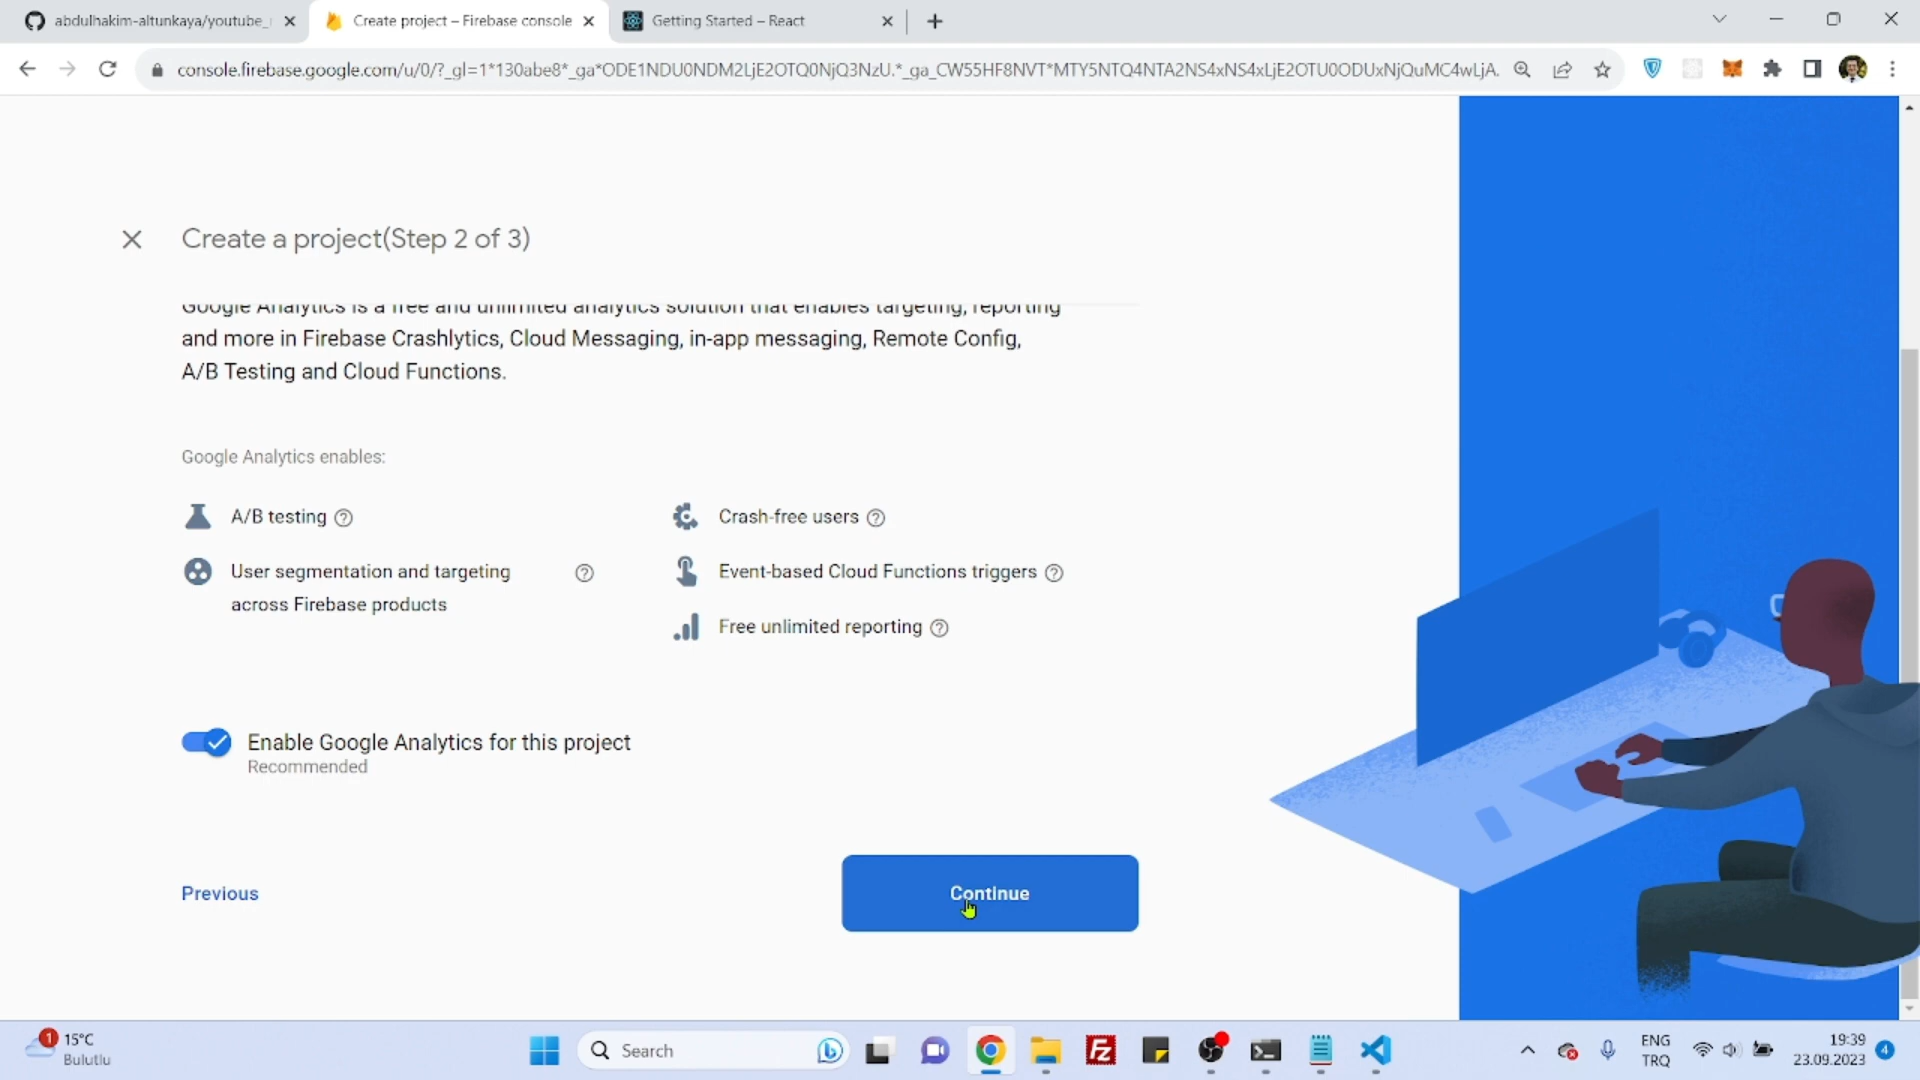 abdulhakim-altunkaya/youtube_
Create project – Firebase console
Getting Started – React
console.firebase.google.com/u/0/?_gl=1*130abe8*_ga*ODE1NDU0NDM2LjE2OTQ0NjQ3NzU.*_ga_CW55HF8NVT*MTY5NTQ4NTA2NS4xNS4xLjE2OTU0ODUxNjQuMC4wLjA.
Create a project(Step 2 of 3)
Google Analytics is a free and unlimited analytics solution that enables targeting, reporting
and more in Firebase Crashlytics, Cloud Messaging, in-app messaging, Remote Config,
A/B Testing and Cloud Functions.
Google Analytics enables:
A/B testing
Crash-free users
User segmentation and targeting
across Firebase products
Event-based Cloud Functions triggers
Free unlimited reporting
Enable Google Analytics for this project
Recommended
Previous
Continue
1
15°C
Bulutlu
Search
ENG
TRQ
19:39
23.09.2023
4